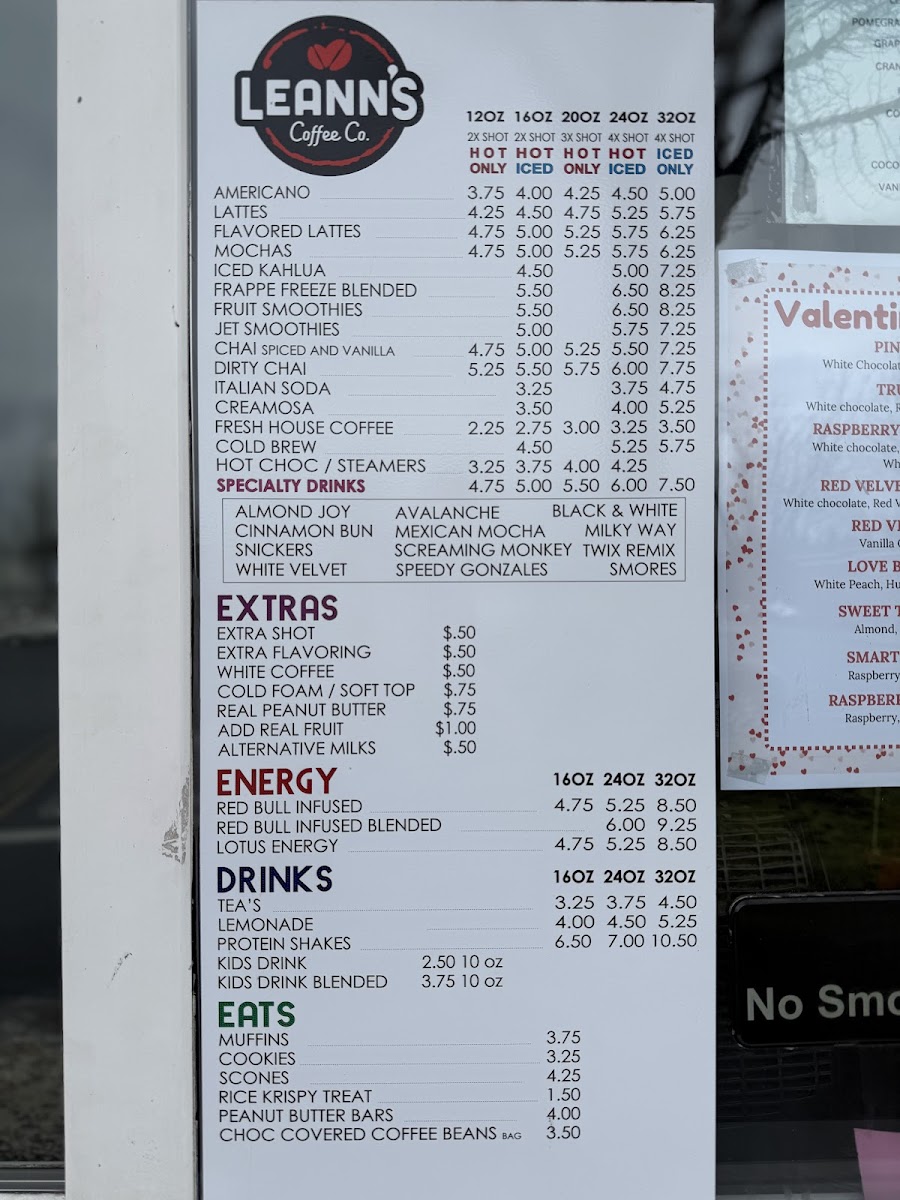 LEANN'S
Coffee Co.
12OZ 16OZ 20OZ 24OZ 32OZ
2X SHOT 2X SHOT 3X SHOT 4X SHOT 4X SHOT
HOT HOT HOT HOT ICED
ONLY ICED ONLY ICED ONLY
AMERICANO 3.75 4.00 4.25 4.50 5.00
LATTES 4.25 4.50 4.75 5.25 5.75
FLAVORED LATTES 4.75 5.00 5.25 5.75 6.25
MOCHAS 4.75 5.00 5.25 5.75 6.25
ICED KAHLUA 4.50 5.00 7.25
FRAPPE FREEZE BLENDED 5.50 6.50 8.25
FRUIT SMOOTHIES 5.50 6.50 8.25
JET SMOOTHIES 5.00 5.75 7.25
CHAI SPICED AND VANILLA 4.75 5.00 5.25 5.50 7.25
DIRTY CHAI 5.25 5.50 5.75 6.00 7.75
ITALIAN SODA 3.25 3.75 4.75
CREAMOSA 3.50 4.00 5.25
FRESH HOUSE COFFEE 2.25 2.75 3.00 3.25 3.50
COLD BREW 4.50 5.25 5.75
HOT CHOC / STEAMERS 3.25 3.75 4.00 4.25
SPECIALTY DRINKS 4.75 5.00 5.50 6.00 7.50
ALMOND JOY AVALANCHE BLACK & WHITE
CINNAMON BUN MEXICAN MOCHA MILKY WAY
SNICKERS SCREAMING MONKEY TWIX REMIX
WHITE VELVET SPEEDY GONZALES SMORES
EXTRAS
EXTRA SHOT $.50
EXTRA FLAVORING $.50
WHITE COFFEE $.50
COLD FOAM / SOFT TOP $.75
REAL PEANUT BUTTER $.75
ADD REAL FRUIT $1.00
ALTERNATIVE MILKS $.50
ENERGY 16OZ 24OZ 32OZ
RED BULL INFUSED 4.75 5.25 8.50
RED BULL INFUSED BLENDED 6.00 9.25
LOTUS ENERGY 4.75 5.25 8.50
DRINKS 16OZ 24OZ 32OZ
TEA'S 3.25 3.75 4.50
LEMONADE 4.00 4.50 5.25
PROTEIN SHAKES 6.50 7.00 10.50
KIDS DRINK 2.50 10 oz
KIDS DRINK BLENDED 3.75 10 oz
EATS
MUFFINS 3.75
COOKIES 3.25
SCONES 4.25
RICE KRISPY TREAT 1.50
PEANUT BUTTER BARS 4.00
CHOC COVERED COFFEE BEANS BAG 3.50
White chocolate,
RASPBERRY
White chocolate,
White chocolate, Red
Vanilla
LOVE
White Peach,
SWEET
Almond,
SMART
Raspberry
Raspberry,
No